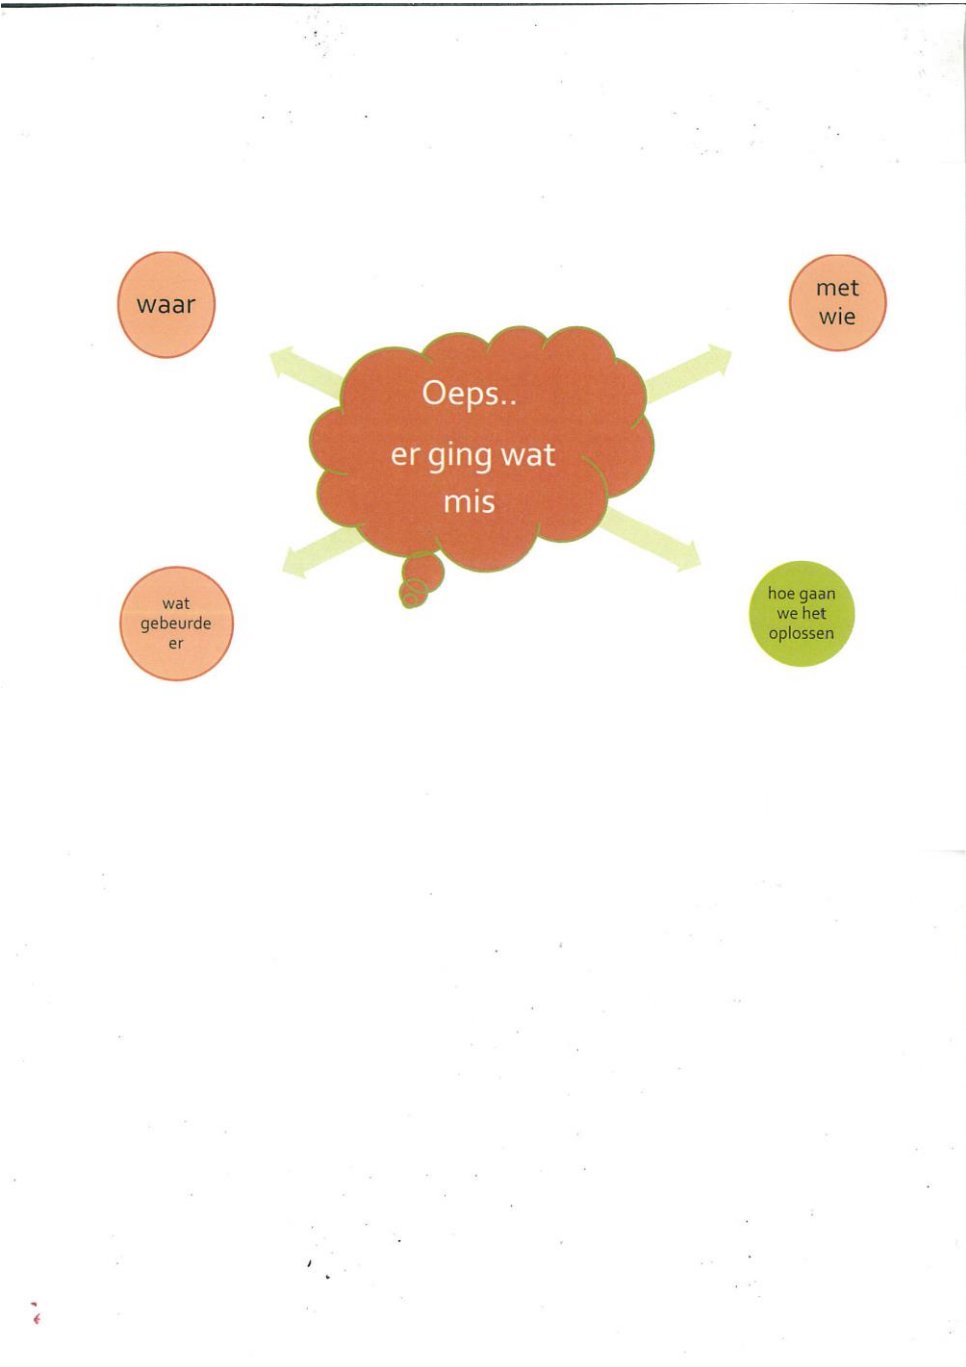 waar
met
wie
Oeps..
er ging wat
mis
wat
gebeurde
er
hoe gaan
we het
oplossen